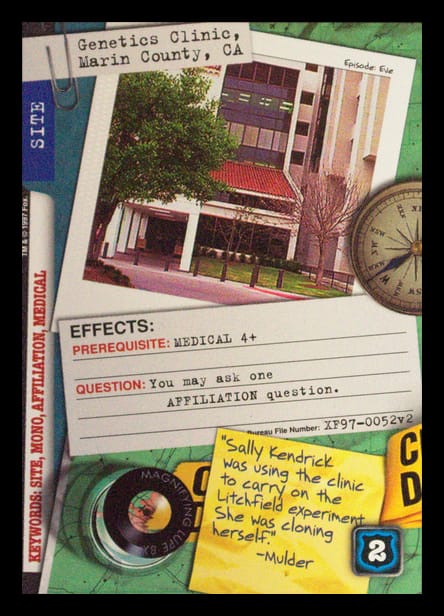 Genetics Clinic,
Marin County, CA
Episode: Eve
SITE
TM & © 1997 Fox.
KEYWORDS: SITE, MONO, AFFILIATION, MEDICAL
EFFECTS:
PREREQUISITE: MEDICAL 4+
QUESTION: You may ask one
AFFILIATION question.
Bureau File Number: XF97-0052v2
"Sally Kendrick
was using the clinic
to carry on the
Litchfield experiment.
She was cloning
herself."
-Mulder
MAGNIFYING LUPE 8X
2